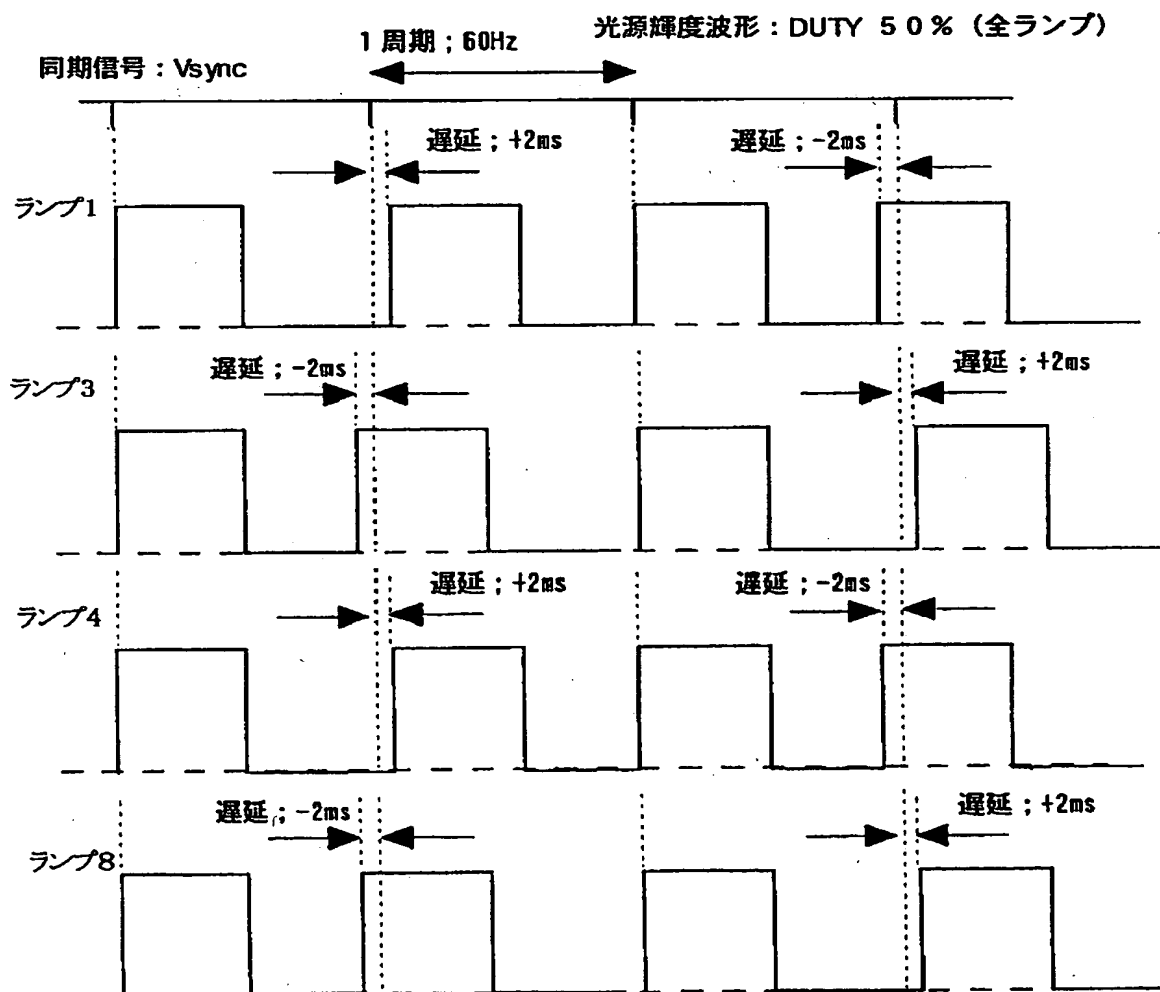 光源輝度波形：DUTY ５０％（全ランプ）
１周期；60Hz
同期信号：Vsync
遅延；+2ms
遅延；-2ms
ランプ1
遅延；-2ms
遅延；+2ms
ランプ3
遅延；+2ms
遅延；-2ms
ランプ4
遅延；-2ms
遅延；+2ms
ランプ8